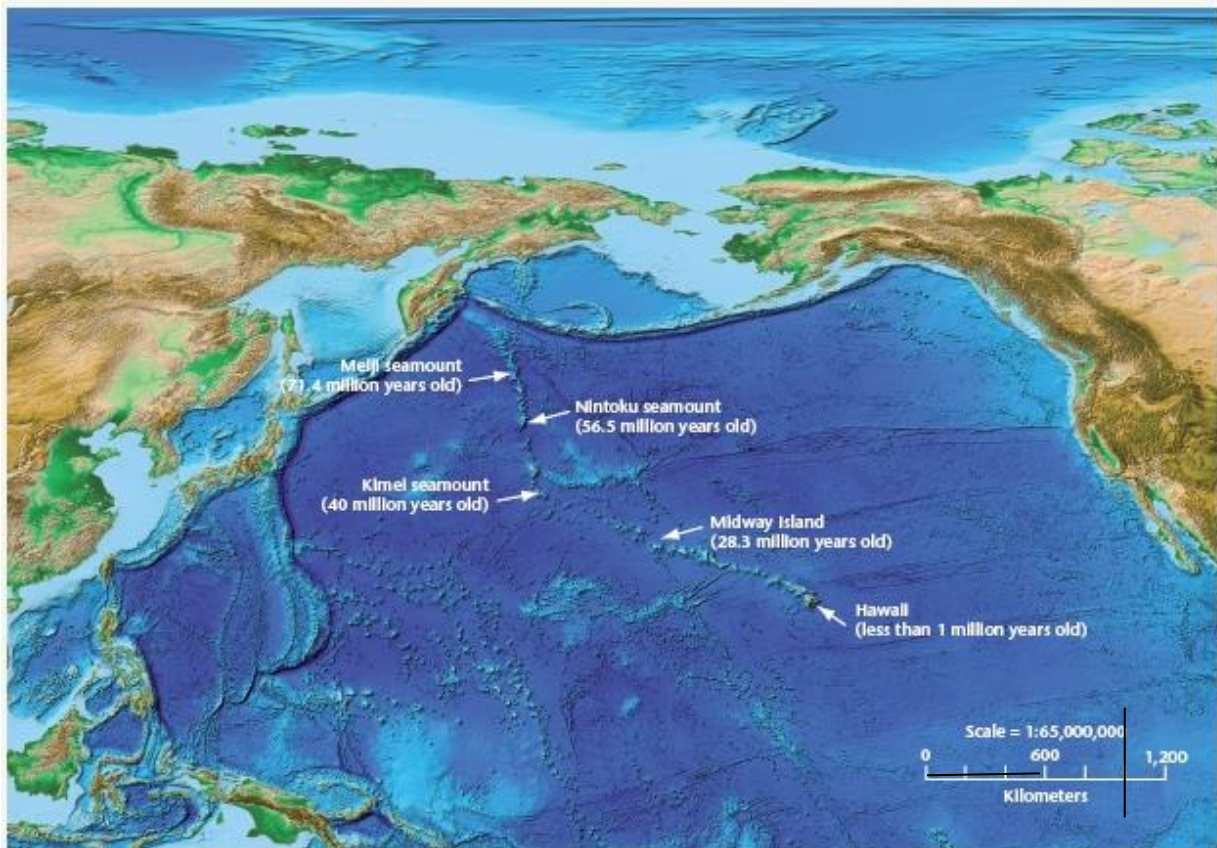 Meiji seamount
(71.4 million years old)
Nintoku seamount
(56.5 million years old)
Kimei seamount
(40 million years old)
Midway Island
(28.3 million years old)
Hawaii
(less than 1 million years old)
Scale = 1:65,000,000
0 600 1,200
Kilometers